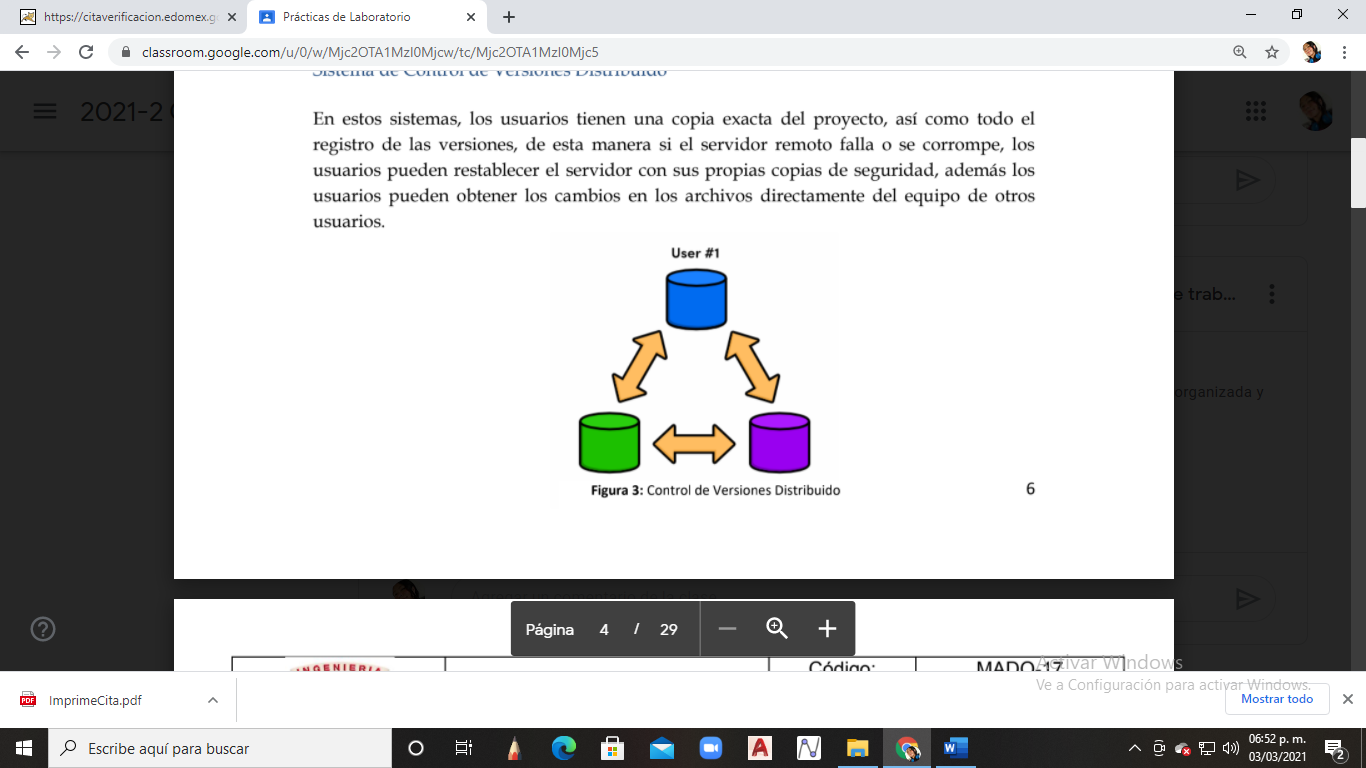 https://citaverificacion.edomex.g
Prácticas de Laboratorio
classroom.google.com/u/0/w/Mjc2OTA1MzI0Mjcw/tc/Mjc2OTA1MzI0Mjc5
Sistema de Control de Versiones Distribuido
2021-2
En estos sistemas, los usuarios tienen una copia exacta del proyecto, así como todo el
registro de las versiones, de esta manera si el servidor remoto falla o se corrompe, los
usuarios pueden restablecer el servidor con sus propias copias de seguridad, además los
usuarios pueden obtener los cambios en los archivos directamente del equipo de otros
usuarios.
User #1
e trab...
organizada y
Figura 3: Control de Versiones Distribuido
6
Página 4 / 29
INGENIERIA
Código:
MADO-17
Activar Windows
Ve a Configuración para activar Windows.
ImprimeCita.pdf
Mostrar todo
Escribe aquí para buscar
06:52 p. m.
03/03/2021
2